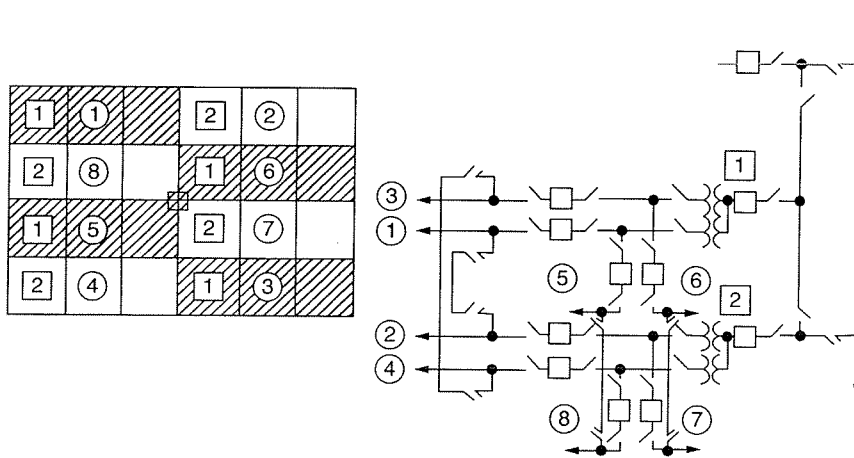 1 ① 2 ②
2 ⑧ 1 ⑥
1 ⑤ 2 ⑦
2 ④ 1 ③
1
③
①
⑤ ⑥
2
②
④
⑧ ⑦